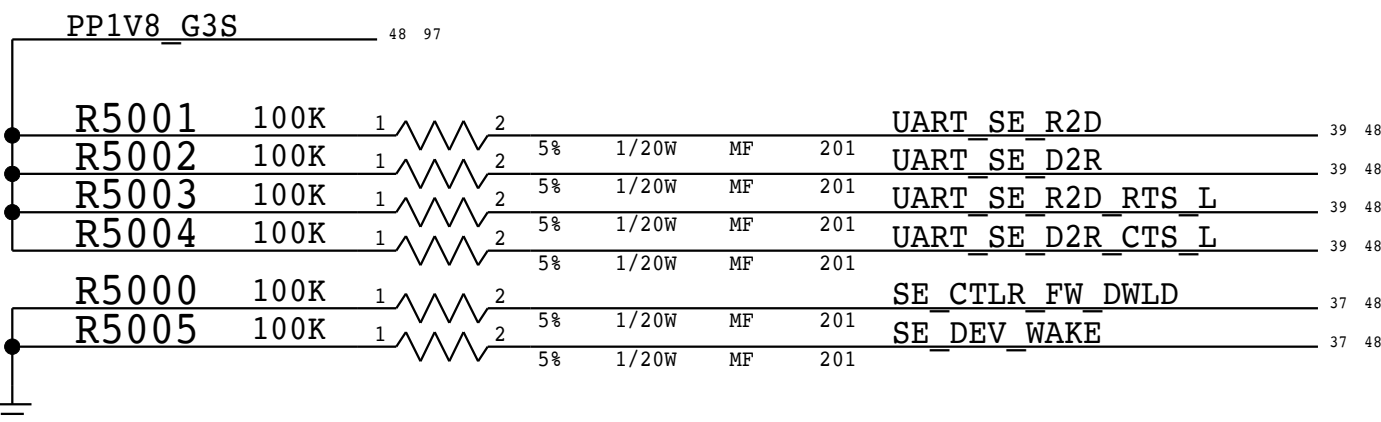 PP1V8_G3S 48 97
R5001 100K 1 2 UART_SE_R2D 39 48
5% 1/20W MF 201
R5002 100K 1 2 UART_SE_D2R 39 48
5% 1/20W MF 201
R5003 100K 1 2 UART_SE_R2D_RTS_L 39 48
5% 1/20W MF 201
R5004 100K 1 2 UART_SE_D2R_CTS_L 39 48
5% 1/20W MF 201
R5000 100K 1 2 SE_CTLR_FW_DWLD 37 48
5% 1/20W MF 201
R5005 100K 1 2 SE_DEV_WAKE 37 48
5% 1/20W MF 201